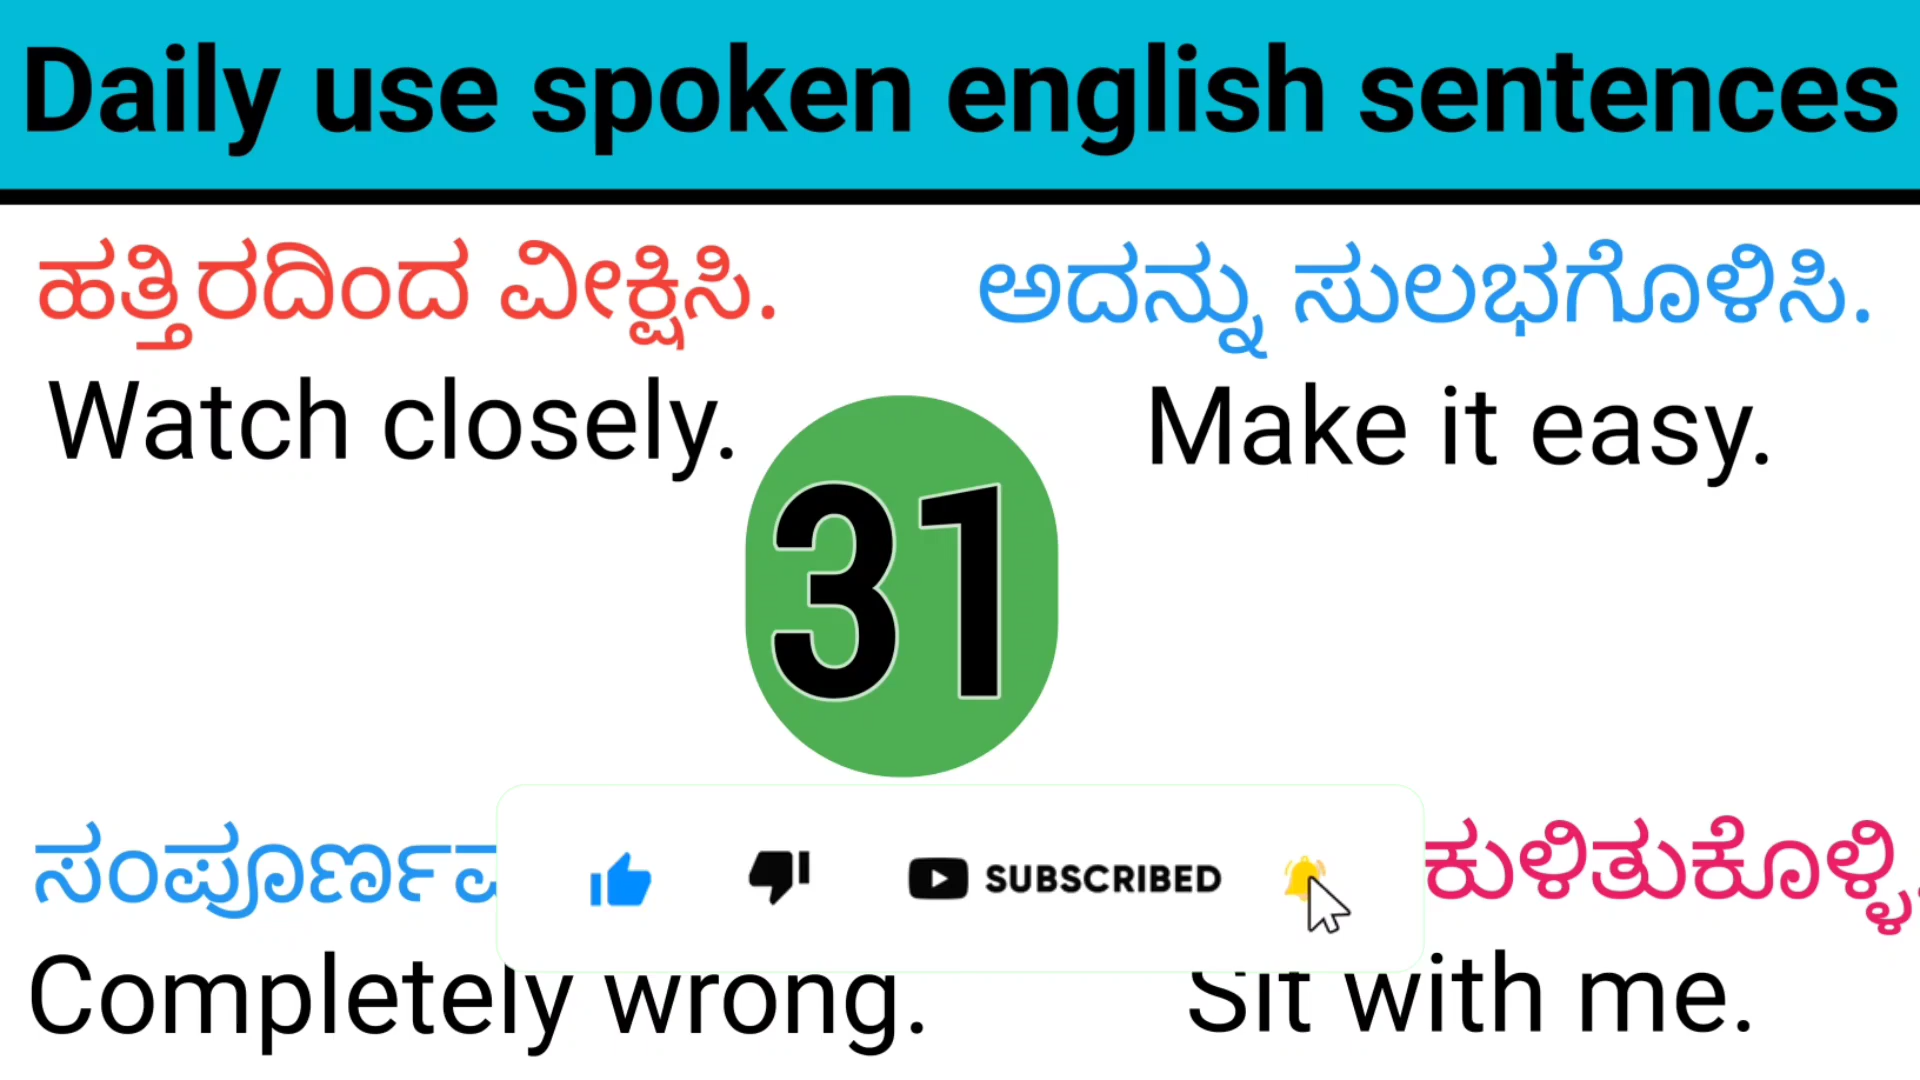 Daily use spoken english sentences
ಹತ್ತಿರದಿಂದ ವೀಕ್ಷಿಸಿ.
Watch closely.
ಅದನ್ನು ಸುಲಭಗೊಳಿಸಿ.
Make it easy.
31
SUBSCRIBED
ಕುಳಿತುಕೊಳ್ಳಿ.
Completely wrong.
Sit with me.